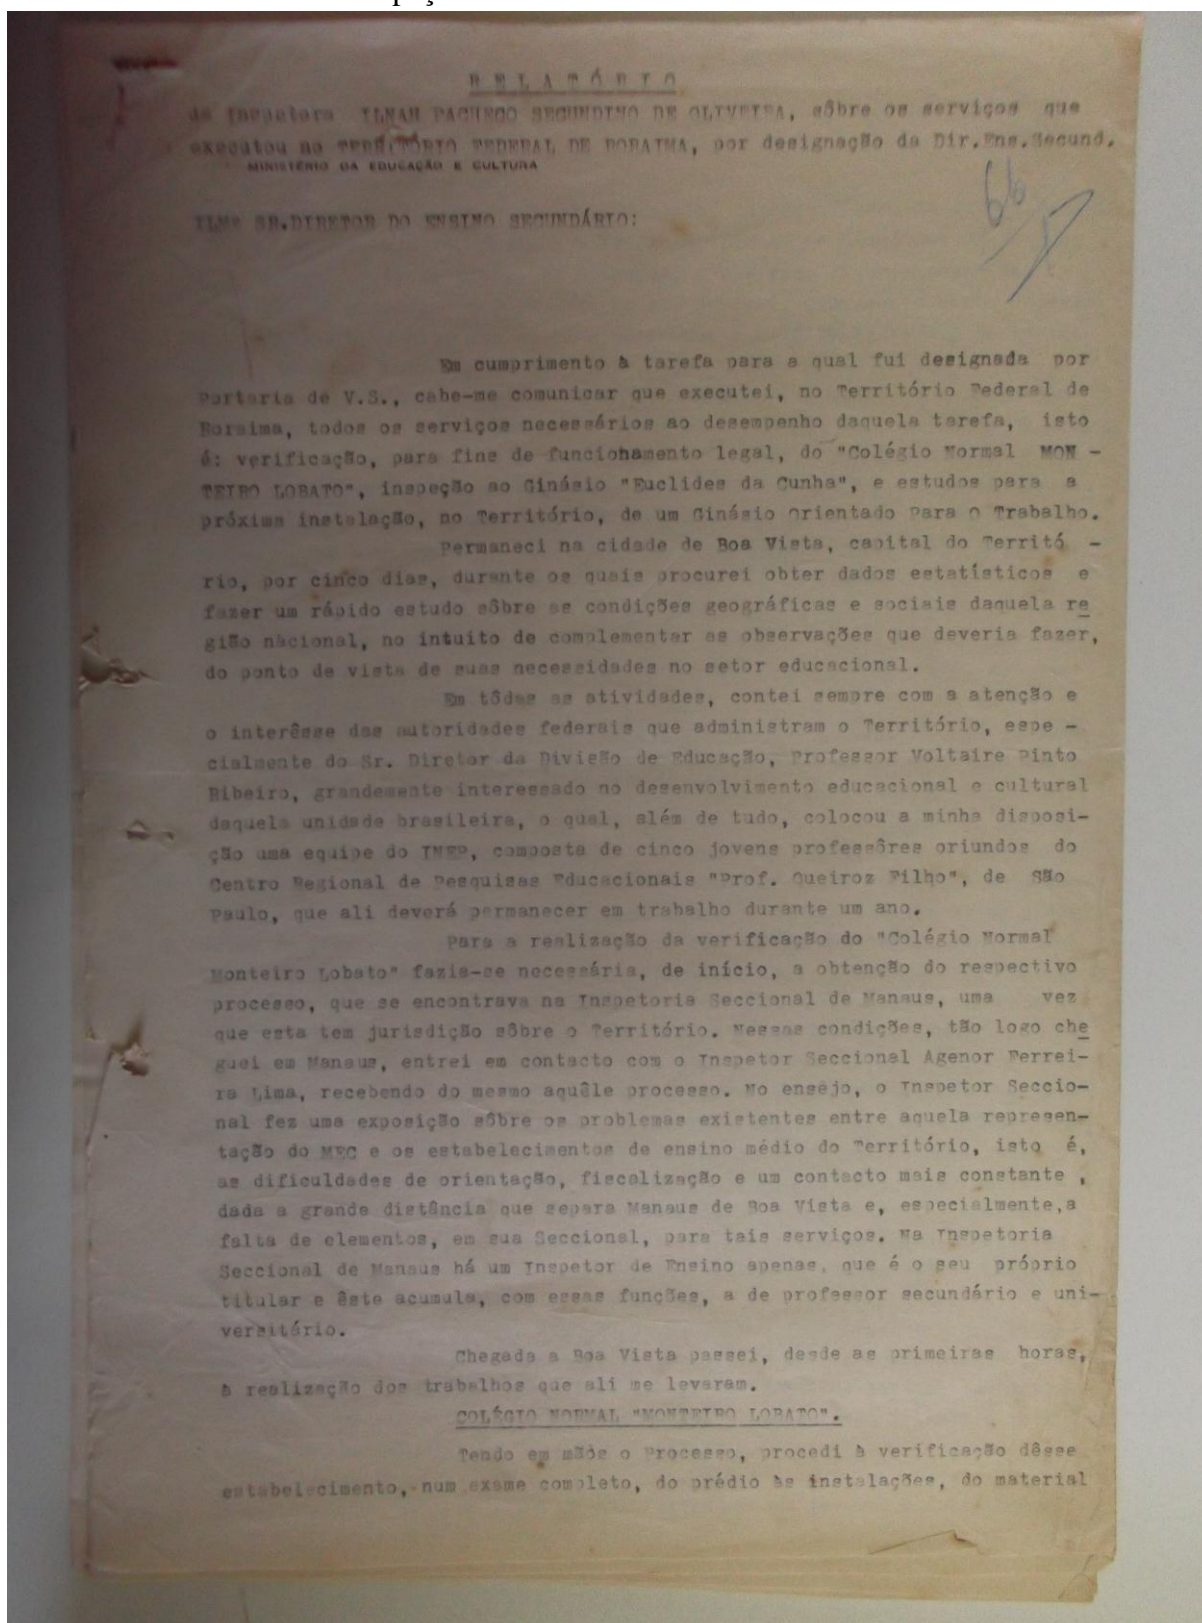 RELATÓRIO
da Inspetora ILNAH PACHECO SECUNDINO DE OLIVEIRA, sôbre os serviços que
executou no TERRITÓRIO FEDERAL DE RORAIMA, por designação da Dir.Ens.Secund.
MINISTÉRIO DA EDUCAÇÃO E CULTURA
66
ILMº SR.DIRETOR DO ENSINO SECUNDÁRIO:
Em cumprimento à tarefa para a qual fui designada por
Portaria de V.S., cabe-me comunicar que executei, no Território Federal de
Roraima, todos os serviços necessários ao desempenho daquela tarefa, isto
é: verificação, para fins de funcionamento legal, do "Colégio Normal MON -
TEIRO LOBATO", inspeção ao Ginásio "Euclides da Cunha", e estudos para a
próxima instalação, no Território, de um Ginásio Orientado Para o Trabalho.
Permaneci na cidade de Boa Vista, capital do Territó -
rio, por cinco dias, durante os quais procurei obter dados estatísticos e
fazer um rápido estudo sôbre as condições geográficas e sociais daquela re
gião nacional, no intuito de complementar as observações que deveria fazer,
do ponto de vista de suas necessidades no setor educacional.
Em tôdas as atividades, contei sempre com a atenção e
o interêsse das autoridades federais que administram o Território, espe -
cialmente do Sr. Diretor da Divisão de Educação, Professor Voltaire Pinto
Ribeiro, grandemente interessado no desenvolvimento educacional e cultural
daquela unidade brasileira, o qual, além de tudo, colocou a minha disposi-
ção uma equipe do INEP, composta de cinco jovens professôres oriundos do
Centro Regional de Pesquisas Educacionais "Prof. Queiroz Filho", de São
Paulo, que ali deverá permanecer em trabalho durante um ano.
Para a realização da verificação do "Colégio Normal
Monteiro Lobato" fazia-se necessária, de início, a obtenção do respectivo
processo, que se encontrava na Inspetoria Seccional de Manaus, uma vez
que esta tem jurisdição sôbre o Território. Nessas condições, tão logo che
guei em Manaus, entrei em contacto com o Inspetor Seccional Agenor Ferrei-
ra Lima, recebendo do mesmo aquêle processo. No ensejo, o Inspetor Seccio-
nal fez uma exposição sôbre os problemas existentes entre aquela represen-
tação do MEC e os estabelecimentos de ensino médio do Território, isto é,
as dificuldades de orientação, fiscalização e um contacto mais constante ,
dada a grande distância que separa Manaus de Boa Vista e, especialmente,a
falta de elementos, em sua Seccional, para tais serviços. Na Inspetoria
Seccional de Manaus há um Inspetor de Ensino apenas, que é o seu próprio
titular e êste acumula, com essas funções, a de professor secundário e uni-
versitário.
Chegada a Boa Vista passei, desde as primeiras horas,
à realização dos trabalhos que ali me levaram.
COLÉGIO NORMAL "MONTEIRO LOBATO".
Tendo em mãos o Processo, procedi à verificação dêsse
estabelecimento, num exame completo, do prédio às instalações, do material